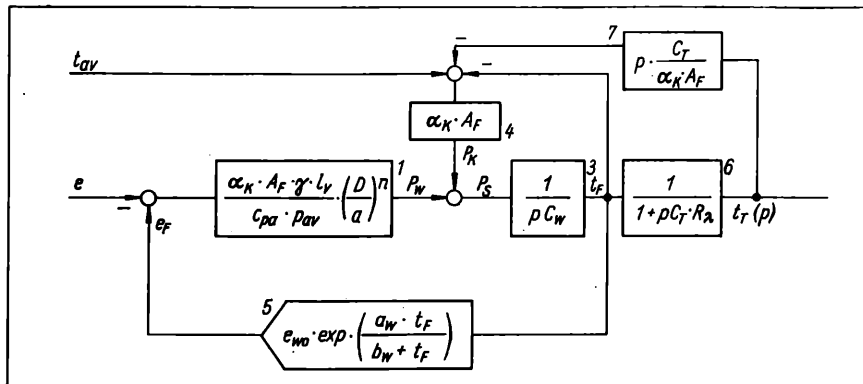 7
−
p · C_T / (α_K · A_F)
t_av
−
α_K · A_F
4
P_K
e
−
e_F
(α_K · A_F · γ · l_v) / (c_pa · p_av) · (D/a)^n
1
P_W
P_S
1 / (p C_W)
3
t_F
1 / (1 + p C_T · R_λ)
6
t_T (p)
5
e_wo · exp · ((a_w · t_F) / (b_w + t_F))